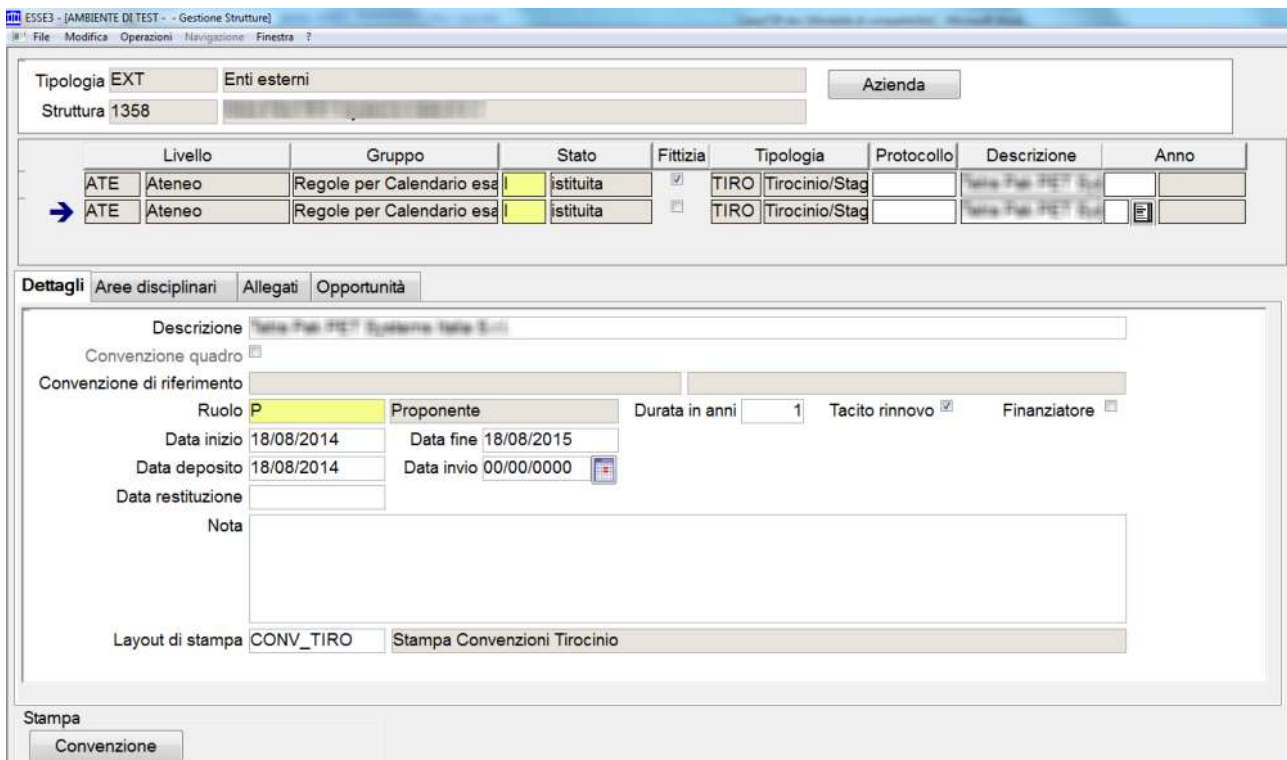 ESSE3 - [AMBIENTE DI TEST - - Gestione Strutture]
File Modifica Operazioni Navigazione Finestra ?
Tipologia EXT Enti esterni Azienda
Struttura 1358
Livello Gruppo Stato Fittizia Tipologia Protocollo Descrizione Anno
ATE Ateneo Regole per Calendario esa I istituita TIRO Tirocinio/Stag
ATE Ateneo Regole per Calendario esa I istituita TIRO Tirocinio/Stag
Dettagli Aree disciplinari Allegati Opportunità
Descrizione
Convenzione quadro
Convenzione di riferimento
Ruolo P Proponente Durata in anni 1 Tacito rinnovo Finanziatore
Data inizio 18/08/2014 Data fine 18/08/2015
Data deposito 18/08/2014 Data invio 00/00/0000
Data restituzione
Nota
Layout di stampa CONV_TIRO Stampa Convenzioni Tirocinio
Stampa
Convenzione